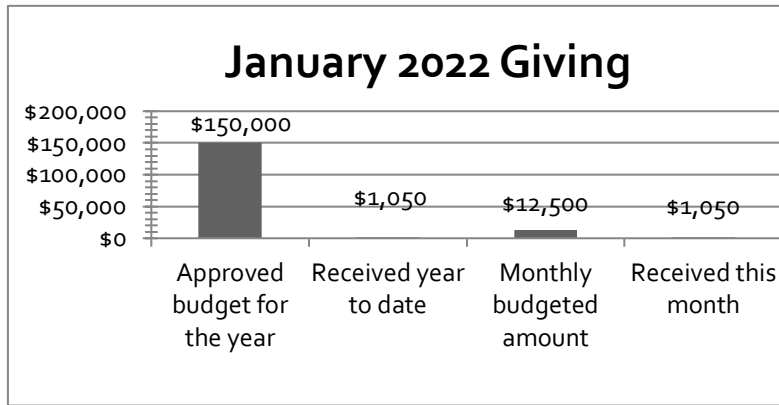 January 2022 Giving
$200,000
$150,000
$100,000
$50,000
$0
$150,000
$1,050
$12,500
$1,050
Approved
budget for
the year
Received year
to date
Monthly
budgeted
amount
Received this
month